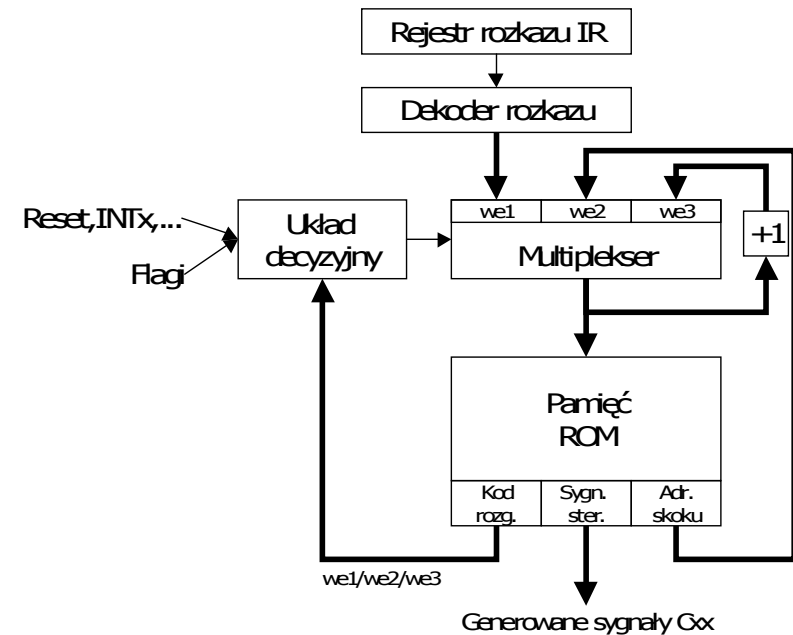 Rejestr rozkazu IR
Dekoder rozkazu
we1 we2 we3
Reset,INTx,...
Układ
decyzyjny
+1
Multiplekser
Flagi
Pamięć
ROM
Kod
rozg.
Sygn.
ster.
Adr.
skoku
we1/we2/we3
Generowane sygnały Cxx